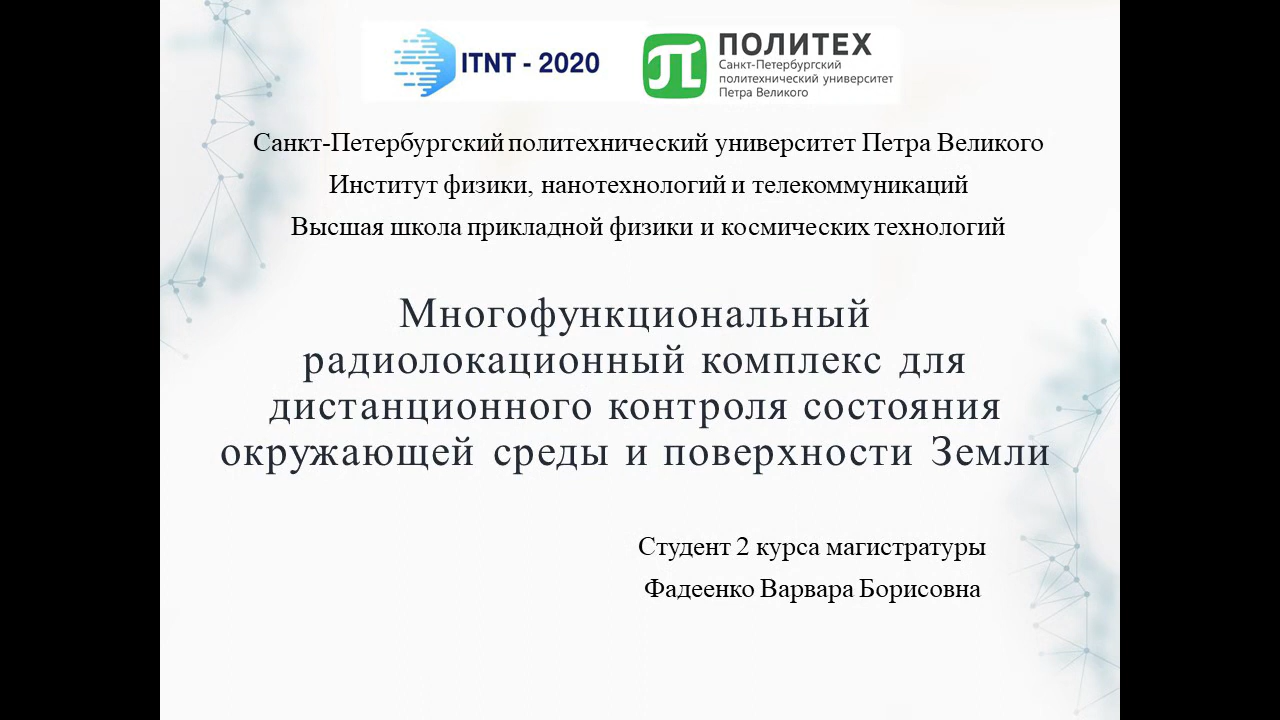 ITNT - 2020
ПОЛИТЕХ
Санкт-Петербургский
политехнический университет
Петра Великого
Санкт-Петербургский политехнический университет Петра Великого
Институт физики, нанотехнологий и телекоммуникаций
Высшая школа прикладной физики и космических технологий
Многофункциональный
радиолокационный комплекс для
дистанционного контроля состояния
окружающей среды и поверхности Земли
Студент 2 курса магистратуры
Фадеенко Варвара Борисовна